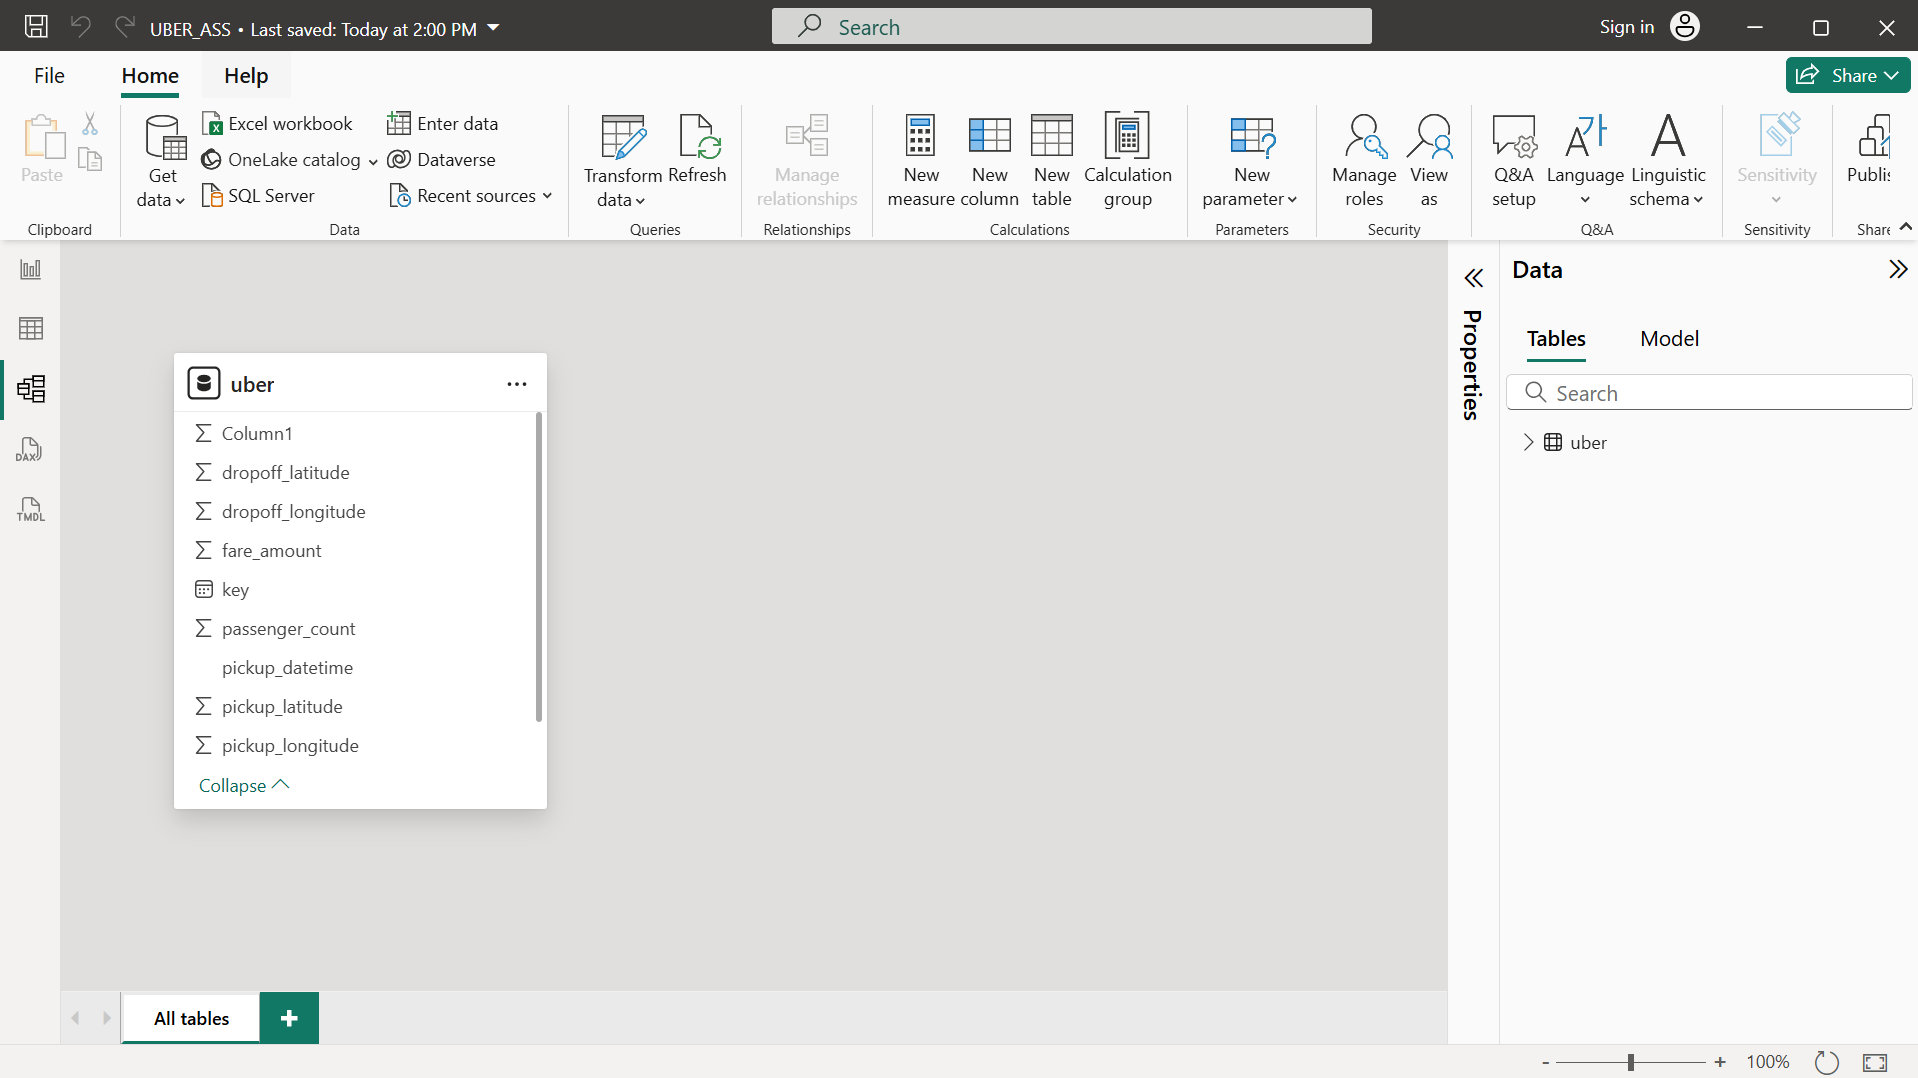 UBER_ASS • Last saved: Today at 2:00 PM
Search
Sign in
File
Home
Help
Share
Paste
Clipboard
Get data
Excel workbook
OneLake catalog
SQL Server
Enter data
Dataverse
Recent sources
Data
Transform data
Refresh
Queries
Manage relationships
Relationships
New measure
New column
New table
Calculation group
Calculations
New parameter
Parameters
Manage roles
View as
Security
Q&A setup
Language
Linguistic schema
Q&A
Sensitivity
Sensitivity
Publis
Share
DAX
TMDL
uber
Column1
dropoff_latitude
dropoff_longitude
fare_amount
key
passenger_count
pickup_datetime
pickup_latitude
pickup_longitude
Collapse
Properties
Data
Tables
Model
Search
uber
All tables
100%